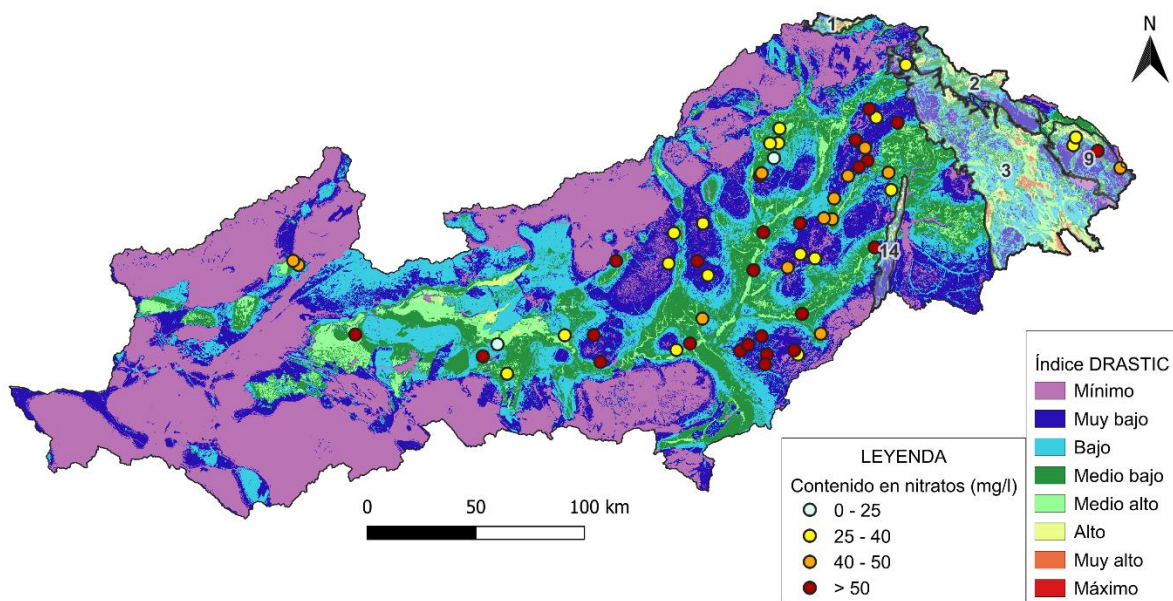 1
N
2
3
9
14
0 50 100 km
LEYENDA
Contenido en nitratos (mg/l)
0 - 25
25 - 40
40 - 50
> 50
Índice DRASTIC
Mínimo
Muy bajo
Bajo
Medio bajo
Medio alto
Alto
Muy alto
Máximo